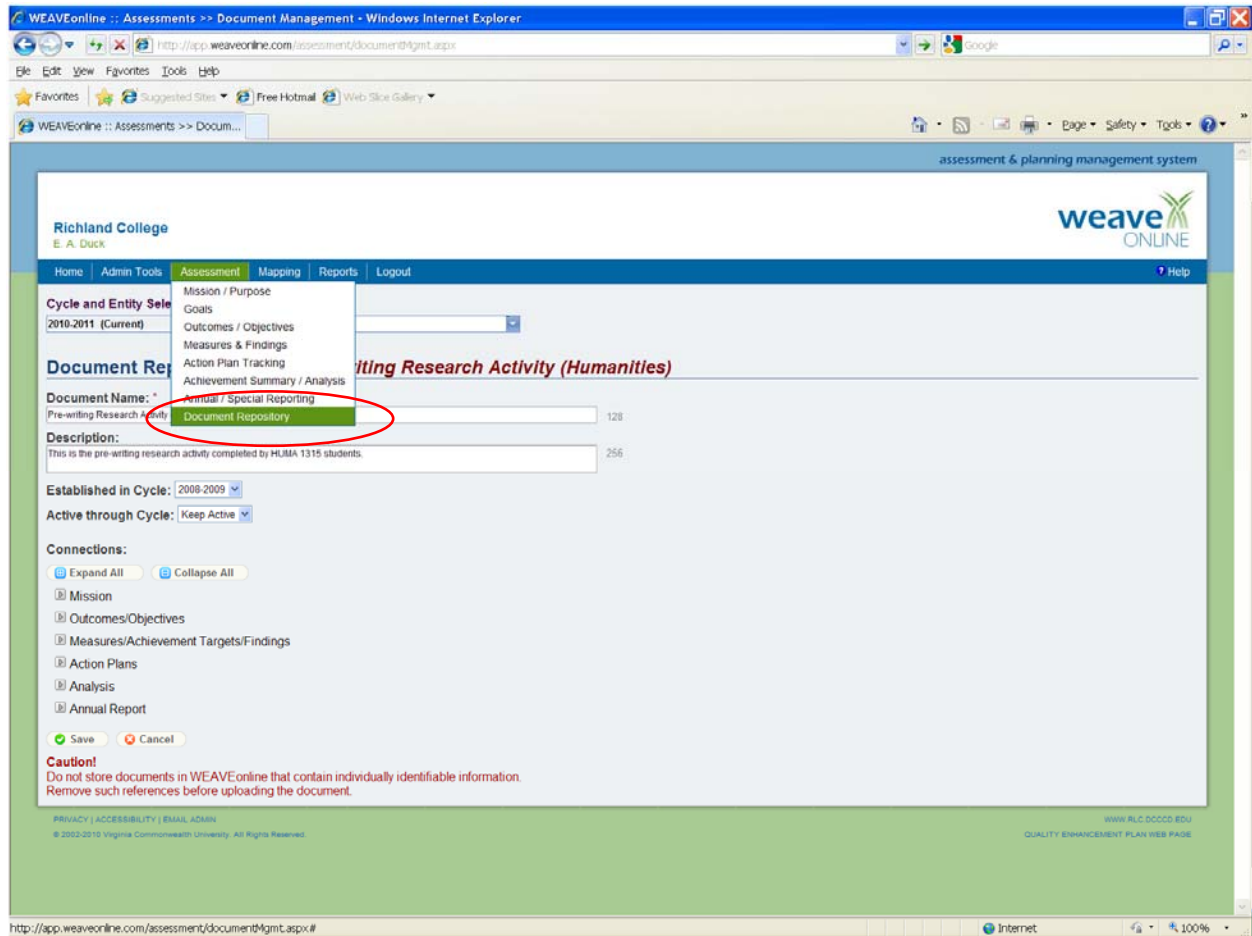 WEAVEonline :: Assessments >> Document Management - Windows Internet Explorer
http://app.weaveonline.com/assessment/documentMgmt.aspx
Google
File Edit View Favorites Tools Help
Favorites Suggested Sites Free Hotmail Web Slice Gallery
WEAVEonline :: Assessments >> Docum...
Page Safety Tools
assessment & planning management system
Richland College
E. A. Duck
weave
ONLINE
Home Admin Tools Assessment Mapping Reports Logout
Help
Mission / Purpose
Goals
Outcomes / Objectives
Measures & Findings
Action Plan Tracking
Achievement Summary / Analysis
Annual / Special Reporting
Document Repository
Cycle and Entity Sele
2010-2011 (Current)
Document Rep iting Research Activity (Humanities)
Document Name: *
Pre-writing Research Activity
128
Description:
This is the pre-writing research activity completed by HUMA 1315 students.
256
Established in Cycle: 2008-2009
Active through Cycle: Keep Active
Connections:
Expand All Collapse All
Mission
Outcomes/Objectives
Measures/Achievement Targets/Findings
Action Plans
Analysis
Annual Report
Save Cancel
Caution!
Do not store documents in WEAVEonline that contain individually identifiable information.
Remove such references before uploading the document.
PRIVACY | ACCESSIBILITY | EMAIL ADMIN
WWW.RLC.DCCCD.EDU
© 2002-2010 Virginia Commonwealth University. All Rights Reserved.
QUALITY ENHANCEMENT PLAN WEB PAGE
http://app.weaveonline.com/assessment/documentMgmt.aspx#
Internet
100%